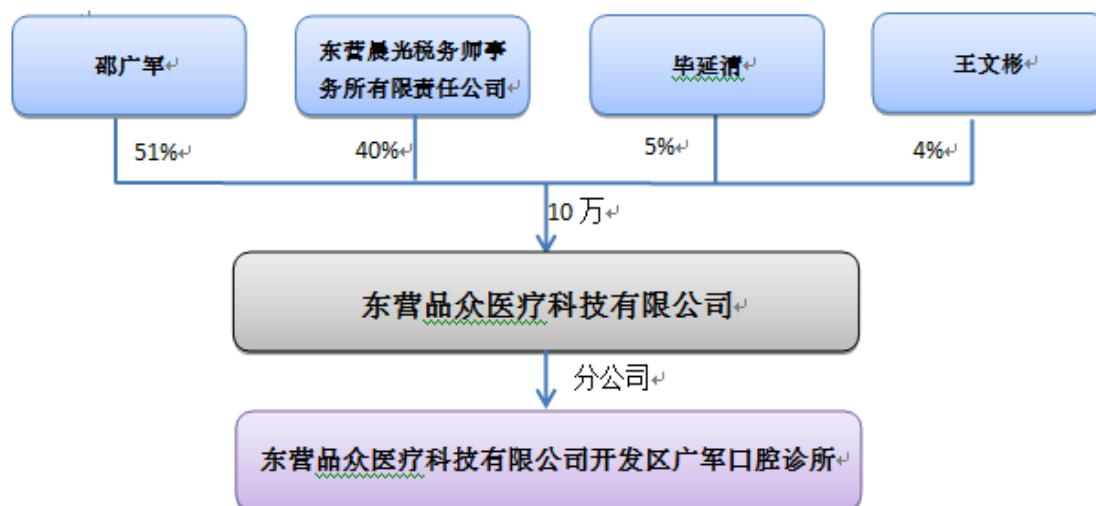 邵广军
东营晨光税务师事
务所有限责任公司
毕延清
王文彬
51%
40%
5%
4%
10 万
东营品众医疗科技有限公司
分公司
东营品众医疗科技有限公司开发区广军口腔诊所